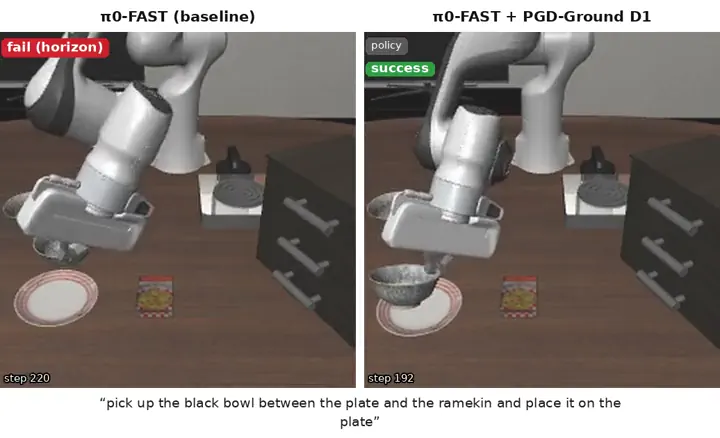 π0-FAST (baseline)
π0-FAST + PGD-Ground D1
fail (horizon)
policy
success
step 220
step 192
“pick up the black bowl between the plate and the ramekin and place it on the
plate”